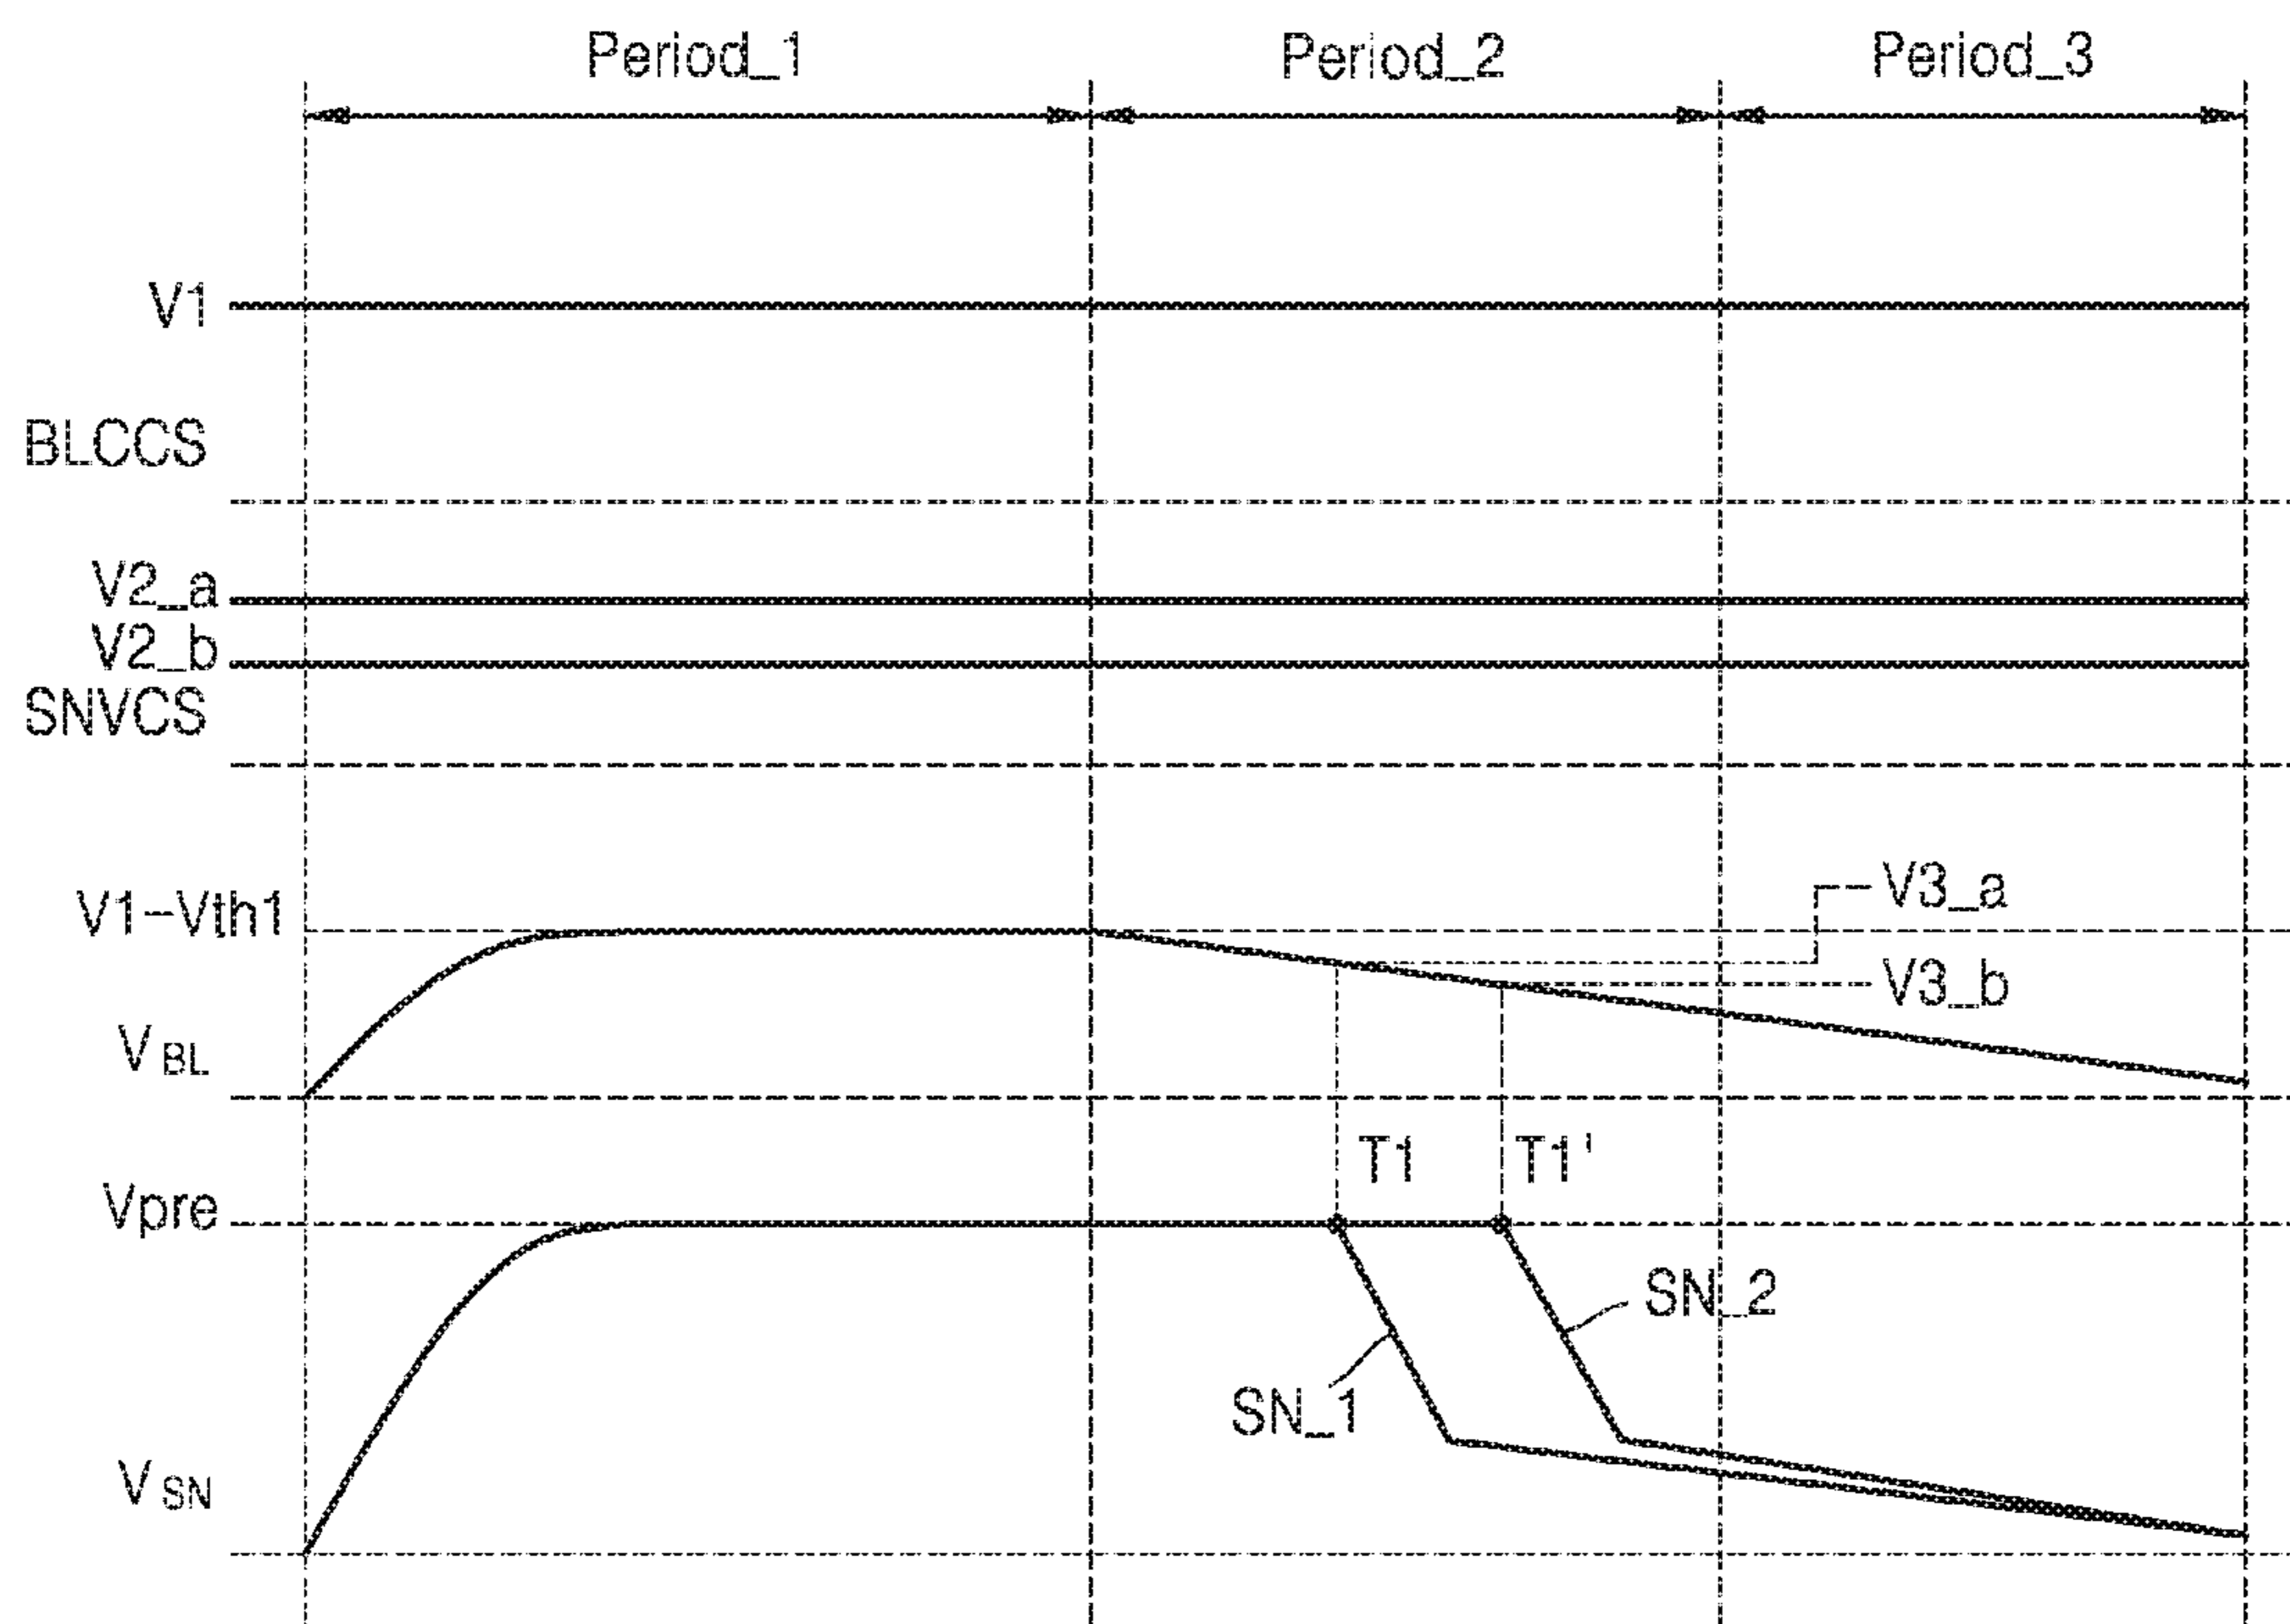 Period_1 Period_2 Period_3
V1
BLCCS
V2_a
V2_b
SNVCS
V1-Vth1
V3_a
V3_b
VBL
T1 T1'
Vpre
SN_2
SN_1
VSN